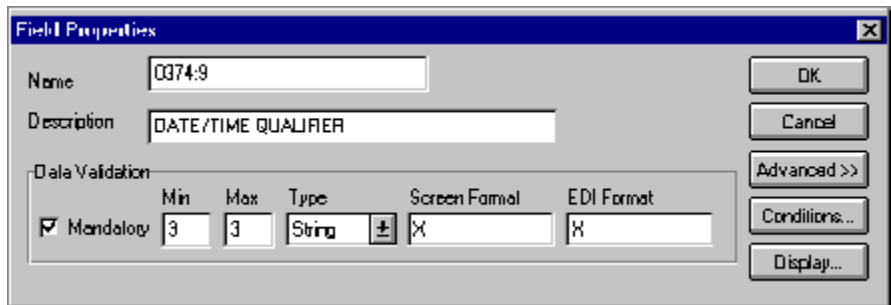 Field Properties
Name 0374:9 OK
Description DATE/TIME QUALIFIER Cancel
Data Validation Advanced >>
Min Max Type Screen Format EDI Format
Mandatory 3 3 String X X Conditions...
Display...